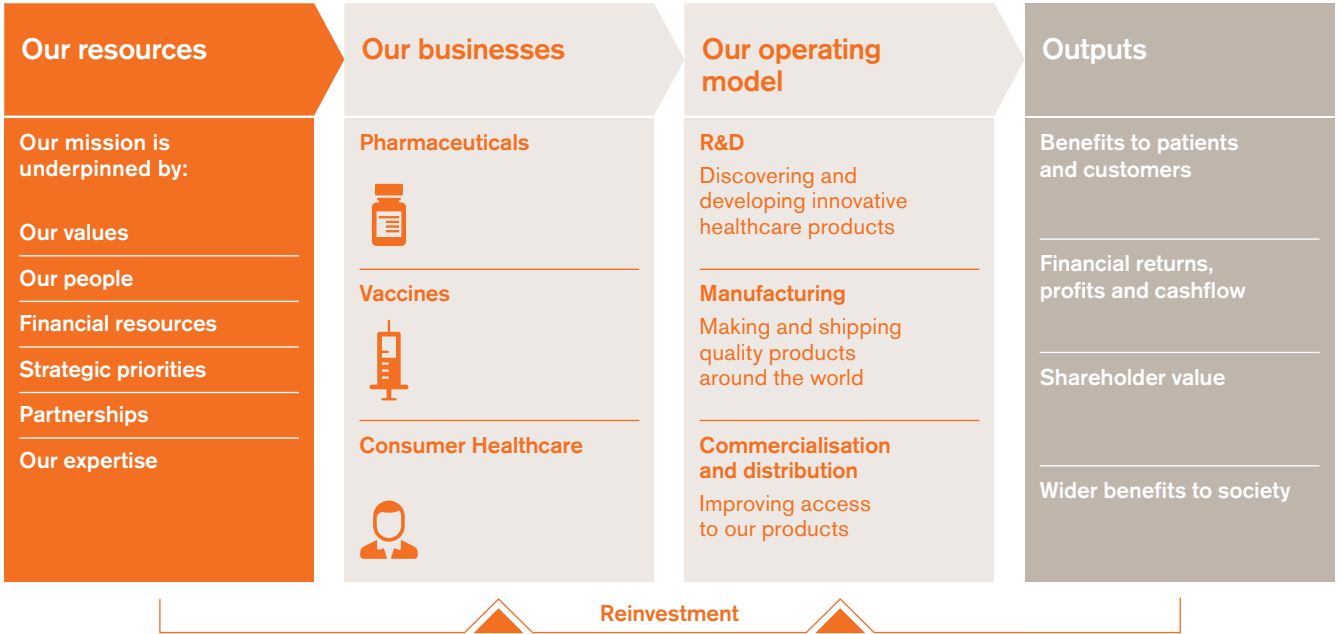 Our resources
Our mission is
underpinned by:
Our values
Our people
Financial resources
Strategic priorities
Partnerships
Our expertise
Our businesses
Pharmaceuticals
Vaccines
Consumer Healthcare
Our operating
model
R&D
Discovering and
developing innovative
healthcare products
Manufacturing
Making and shipping
quality products
around the world
Commercialisation
and distribution
Improving access
to our products
Outputs
Benefits to patients
and customers
Financial returns,
profits and cashflow
Shareholder value
Wider benefits to society
Reinvestment